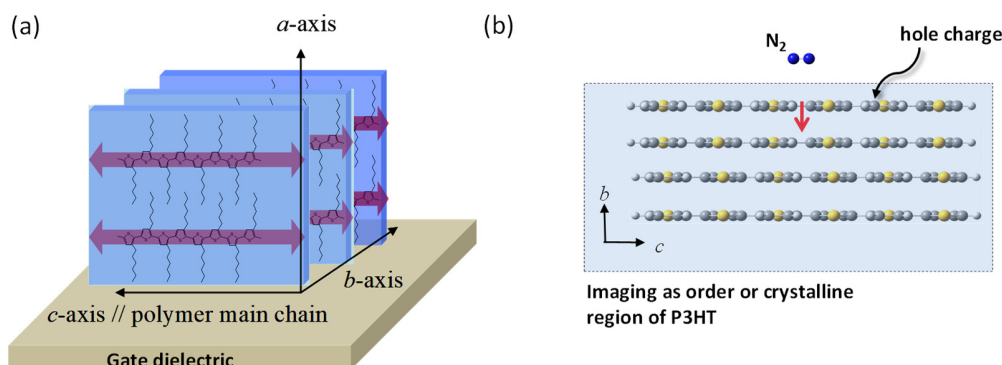 (a)
a-axis
b-axis
c-axis // polymer main chain
Gate dielectric
(b)
N₂
hole charge
b
c
Imaging as order or crystalline
region of P3HT